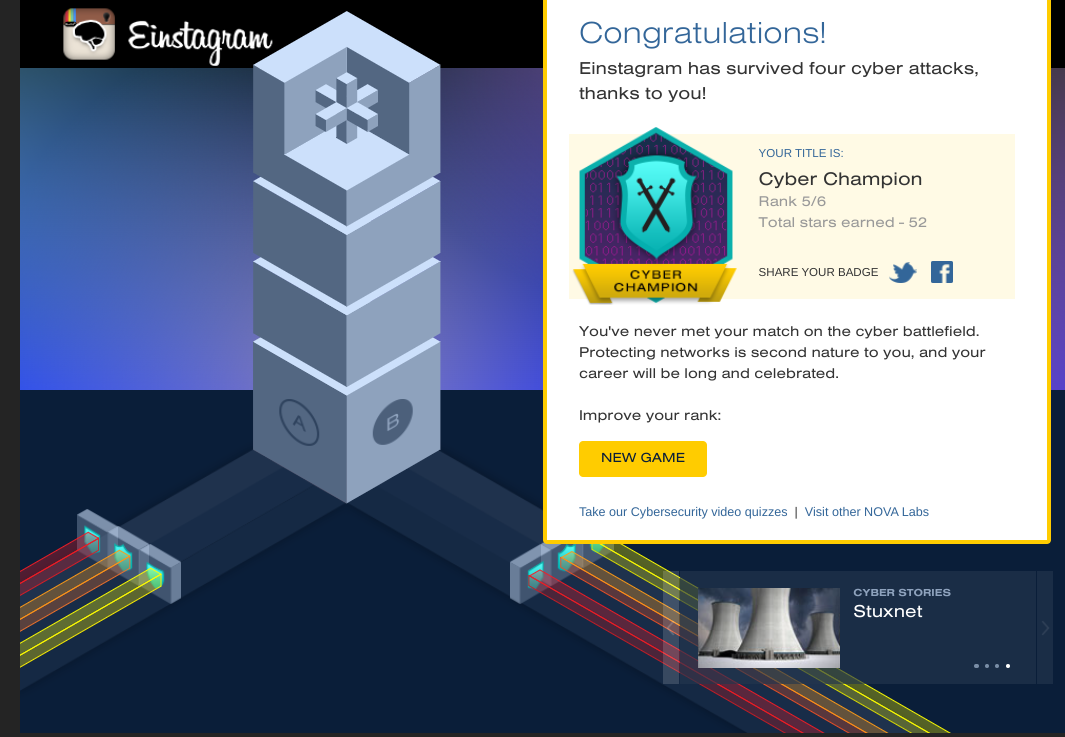 Einstagram
Congratulations!
Einstagram has survived four cyber attacks,
thanks to you!
YOUR TITLE IS:
Cyber Champion
Rank 5/6
Total stars earned - 52
SHARE YOUR BADGE
CYBER
CHAMPION
You've never met your match on the cyber battlefield.
Protecting networks is second nature to you, and your
career will be long and celebrated.
Improve your rank:
NEW GAME
Take our Cybersecurity video quizzes | Visit other NOVA Labs
A
B
CYBER STORIES
Stuxnet